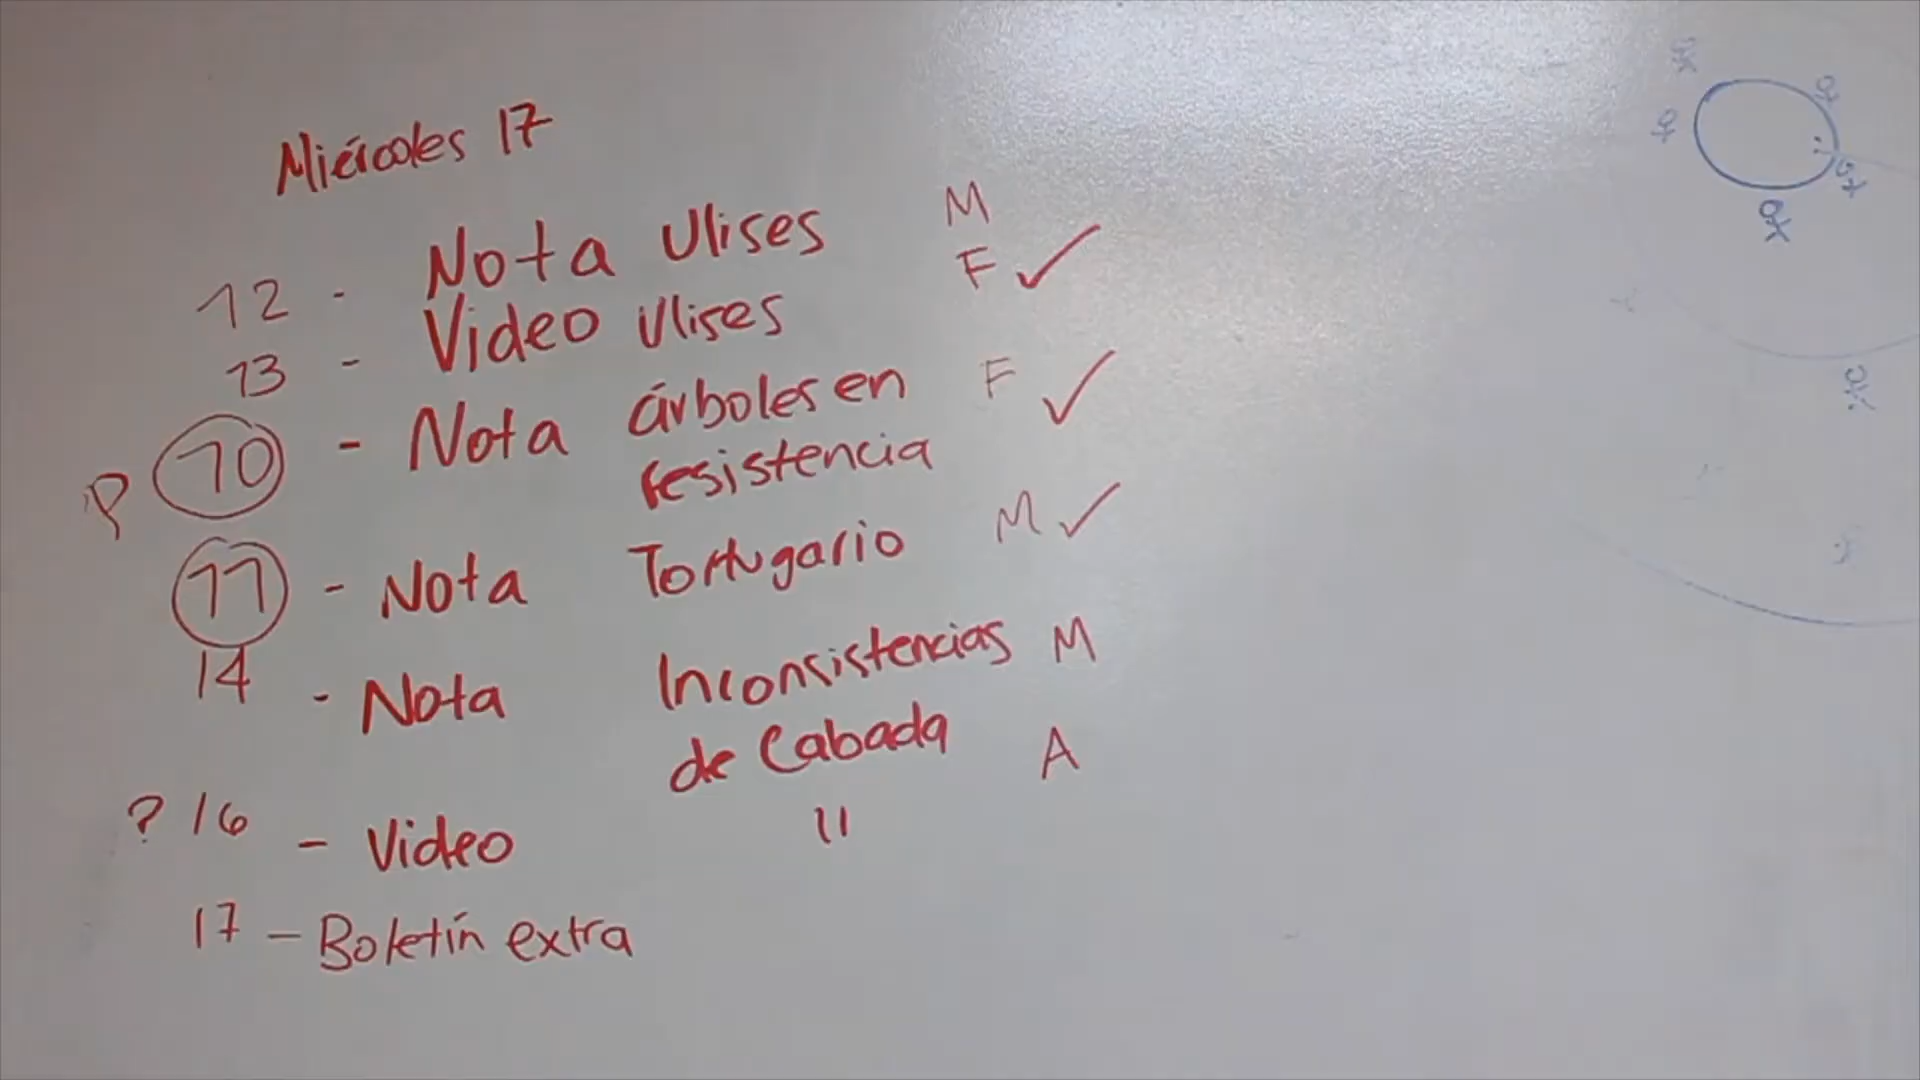 Miércoles 17
12 - Nota Ulises M
13 - Video Ulises F ✓
P 10 - Nota árboles en F ✓
resistencia
11 - Nota Tortugario M ✓
14 - Nota Inconsistencias M
de Cabada A
? 16 - Video "
17 - Boletín extra